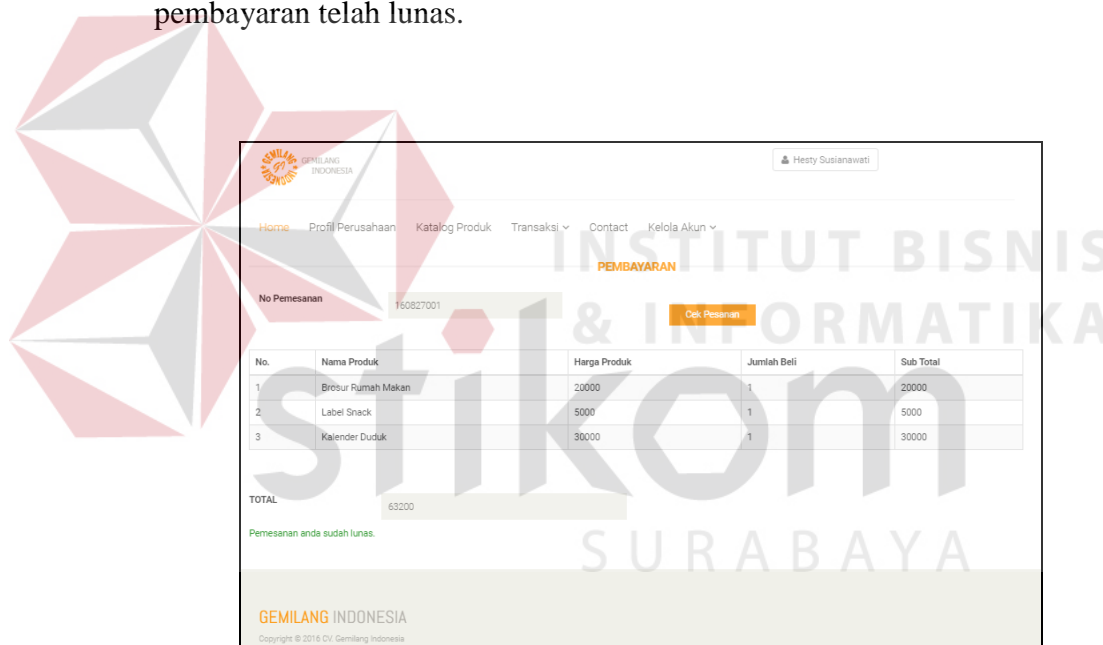 pembayaran telah lunas.
GEMILANG
INDONESIA
GEMILANG
INDONESIA
Hesty Susianawati
Home Profil Perusahaan Katalog Produk Transaksi Contact Kelola Akun
PEMBAYARAN
No Pemesanan 160827001 Cek Pesanan
No. Nama Produk Harga Produk Jumlah Beli Sub Total
1 Brosur Rumah Makan 20000 1 20000
2 Label Snack 5000 1 5000
3 Kalender Duduk 30000 1 30000
TOTAL 63200
Pemesanan anda sudah lunas.
GEMILANG INDONESIA
Copyright © 2016 CV. Gemilang Indonesia
INSTITUT BISNIS
& INFORMATIKA
stikom
SURABAYA